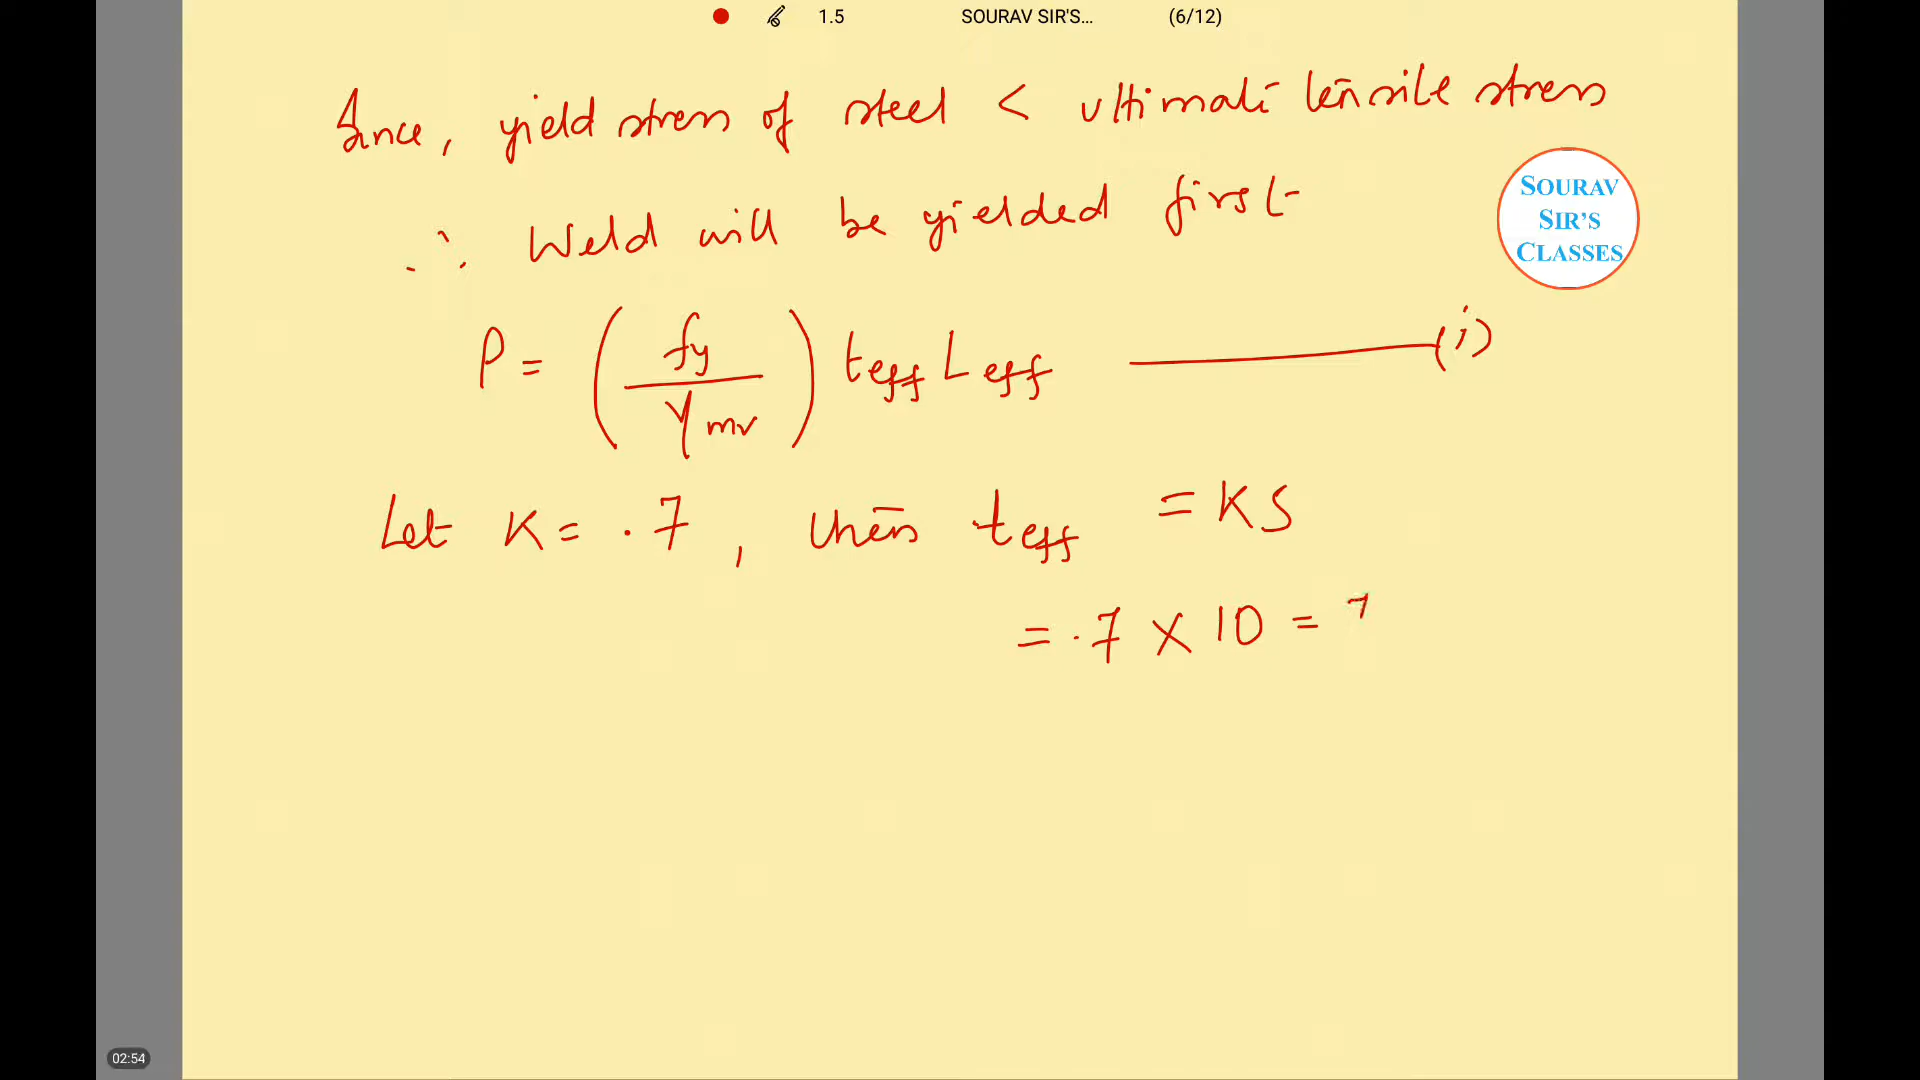 1.5 SOURAV SIR'S... (6/12)
Since, yield stress of steel < ultimate tensile stress
SOURAV
SIR'S
CLASSES
∴ Weld will be yielded first
P = (fy / γmv) teff Leff ———(i)
Let K = .7, then teff = KS
= .7 × 10 = 7
02:54